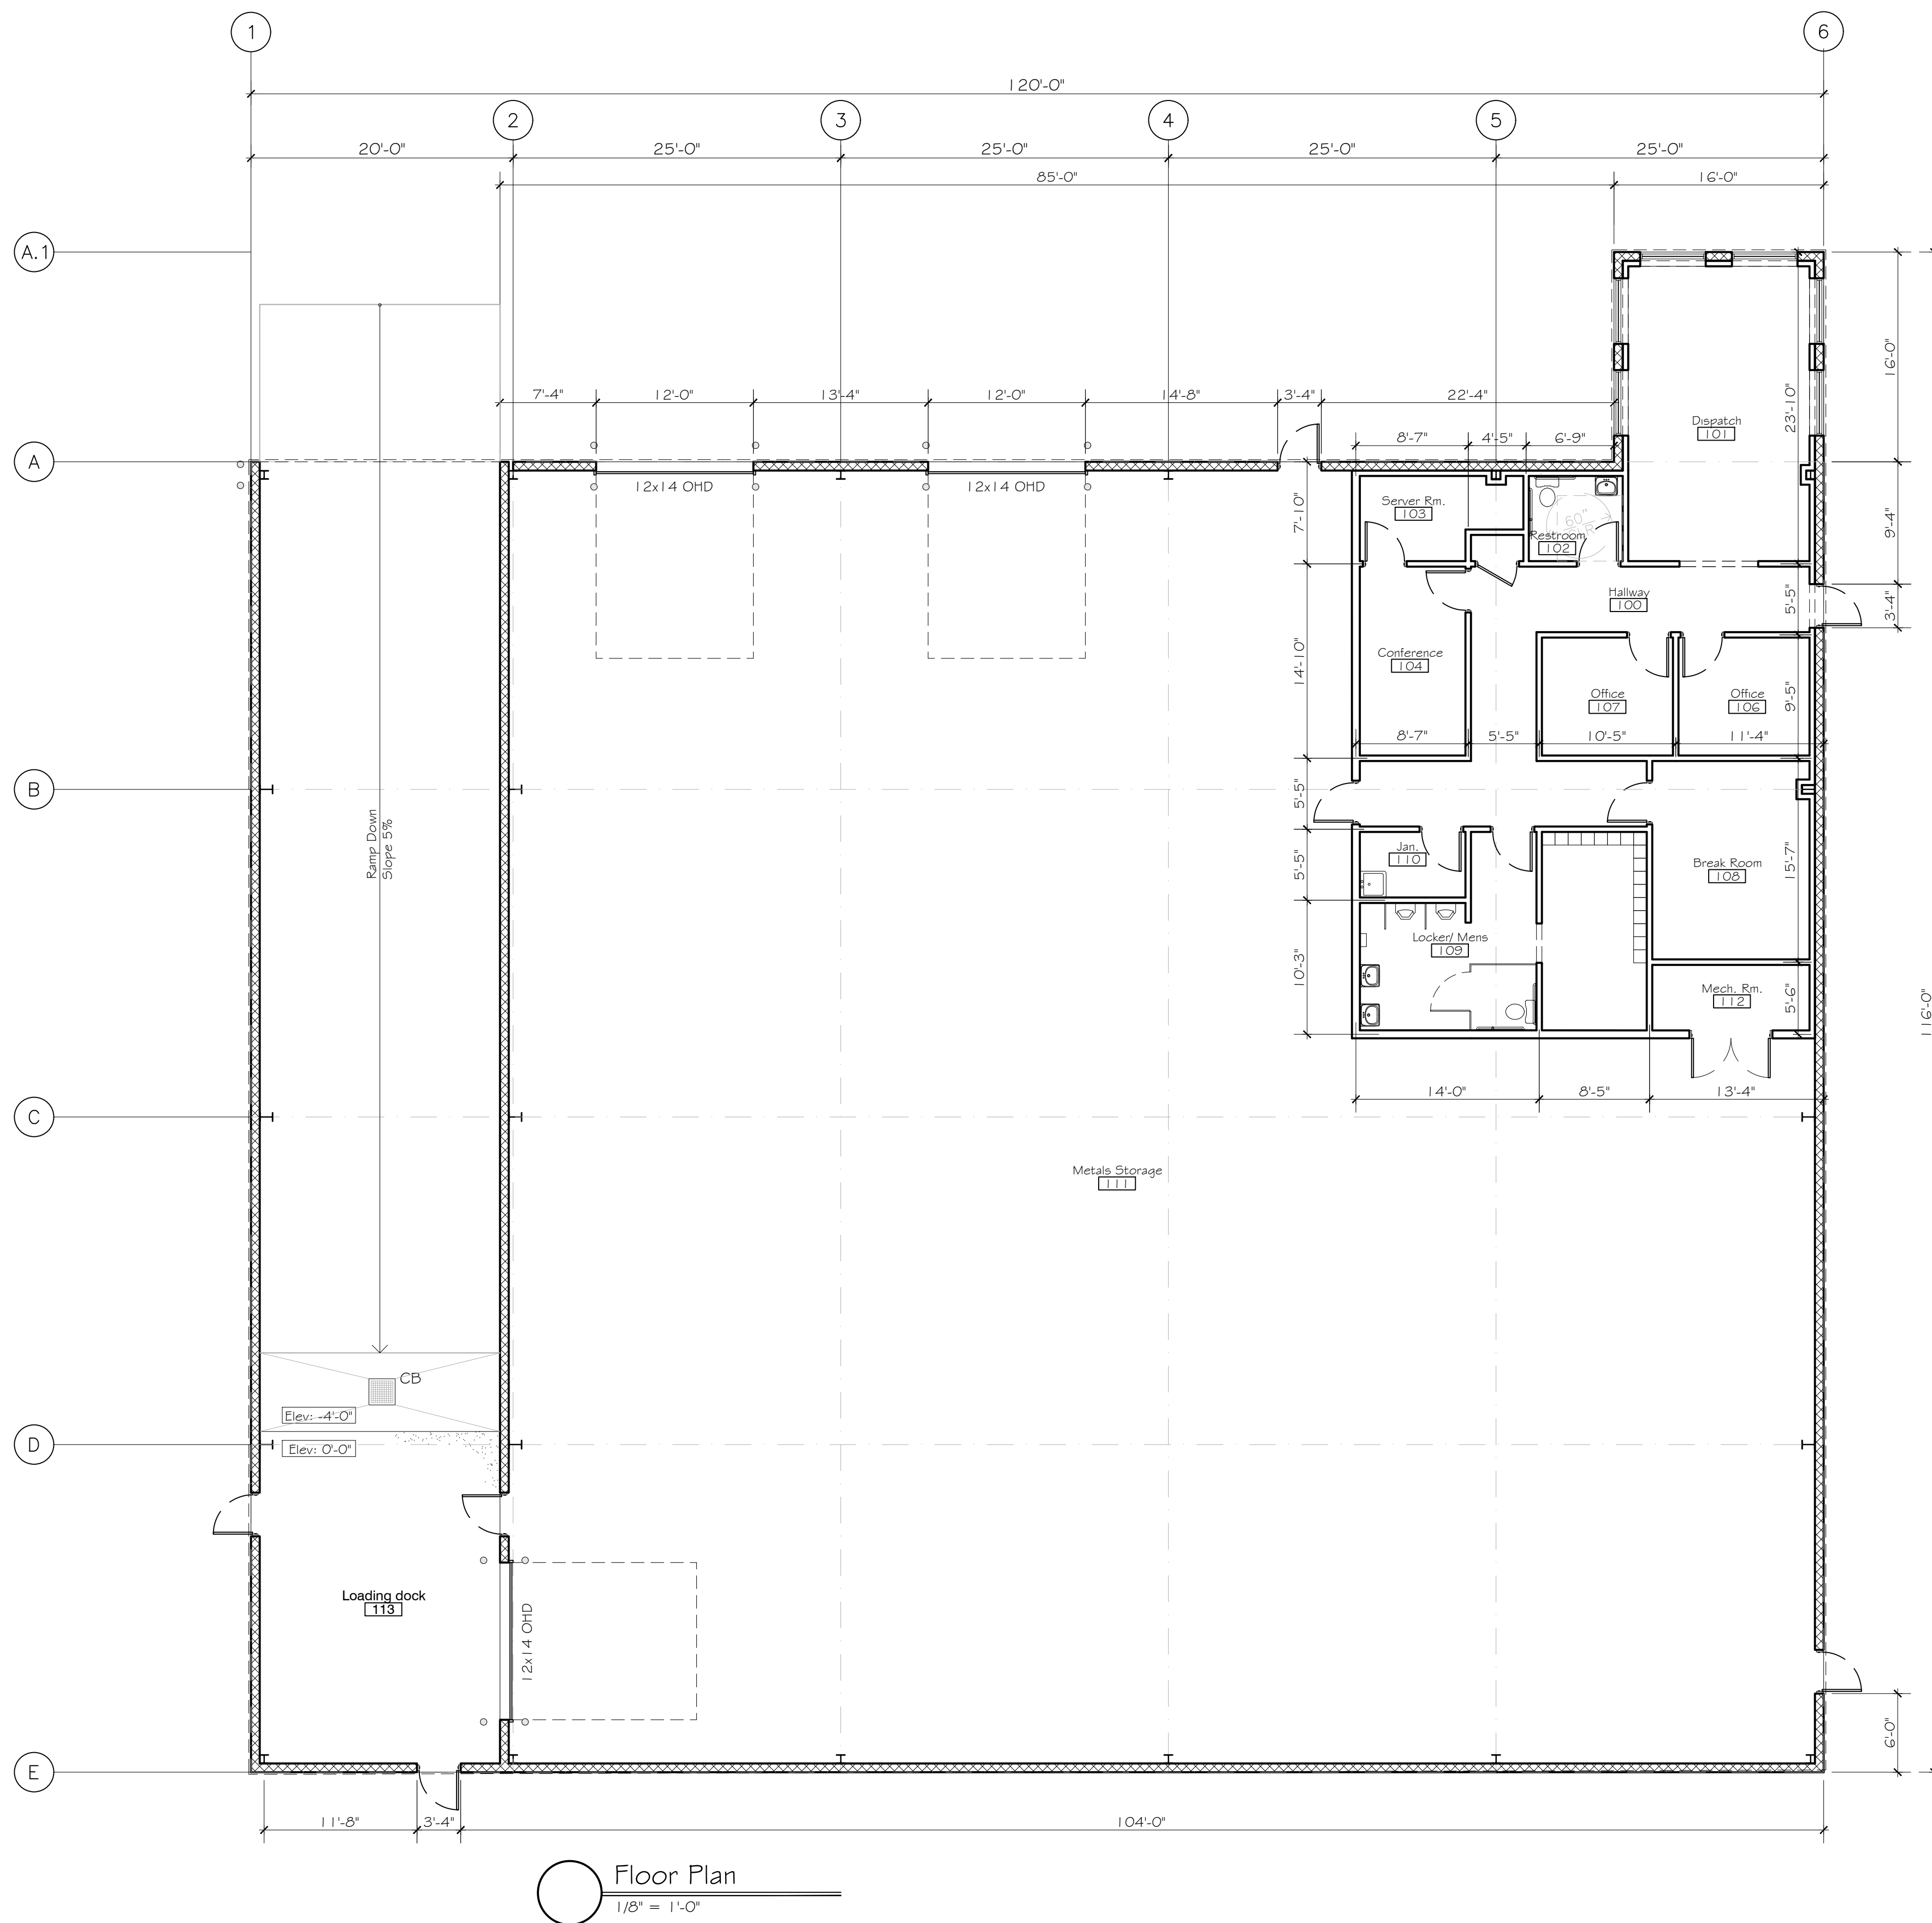 1
6
120'-0"
2
3
4
5
20'-0"
25'-0"
25'-0"
25'-0"
25'-0"
85'-0"
16'-0"
A.1
16'-0"
7'-4"
12'-0"
13'-4"
12'-0"
14'-8"
3'-4"
22'-4"
23'-10"
Dispatch
101
8'-7"
4'-5"
6'-9"
A
12x14 OHD
12x14 OHD
7'-10"
Server Rm.
103
60"
CLR
Restroom
102
9'-4"
Hallway
100
5'-5"
3'-4"
14'-10"
Conference
104
Office
107
Office
106
9'-5"
8'-7"
5'-5"
10'-5"
11'-4"
B
5'-5"
Ramp Down
Slope 5%
Jan.
110
5'-5"
Break Room
108
15'-7"
Locker/ Mens
109
10'-3"
Mech. Rm.
112
5'-6"
116'-0"
14'-0"
8'-5"
13'-4"
C
Metals Storage
111
CB
Elev: -4'-0"
D
Elev: 0'-0"
Loading dock
113
12x14 OHD
6'-0"
E
11'-8"
3'-4"
104'-0"
Floor Plan
1/8" = 1'-0"